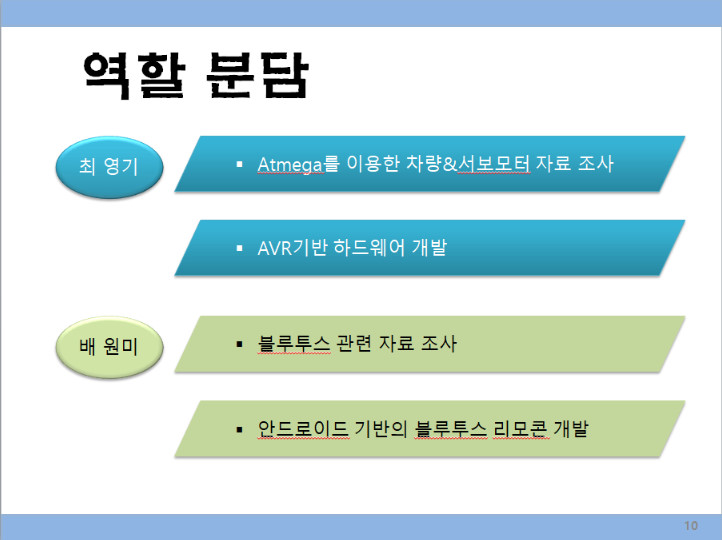 역할 분담
최 영기
▪ Atmega를 이용한 차량&서보모터 자료 조사
▪ AVR기반 하드웨어 개발
배 원미
▪ 블루투스 관련 자료 조사
▪ 안드로이드 기반의 블루투스 리모콘 개발
10